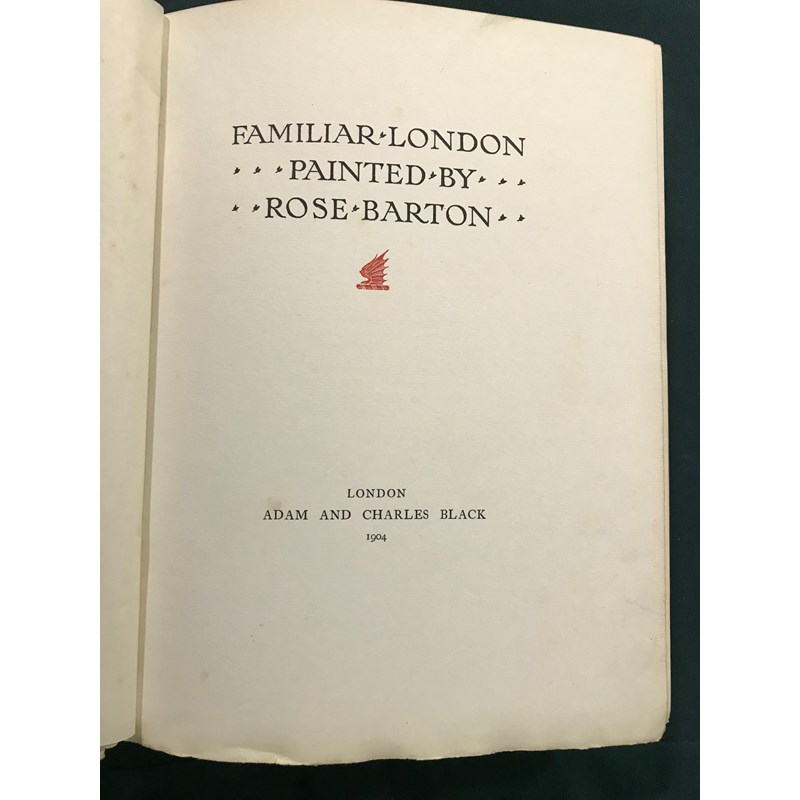 FAMILIAR·LONDON
· · · PAINTED·BY · · ·
· · ROSE·BARTON · ·
LONDON
ADAM AND CHARLES BLACK
1904